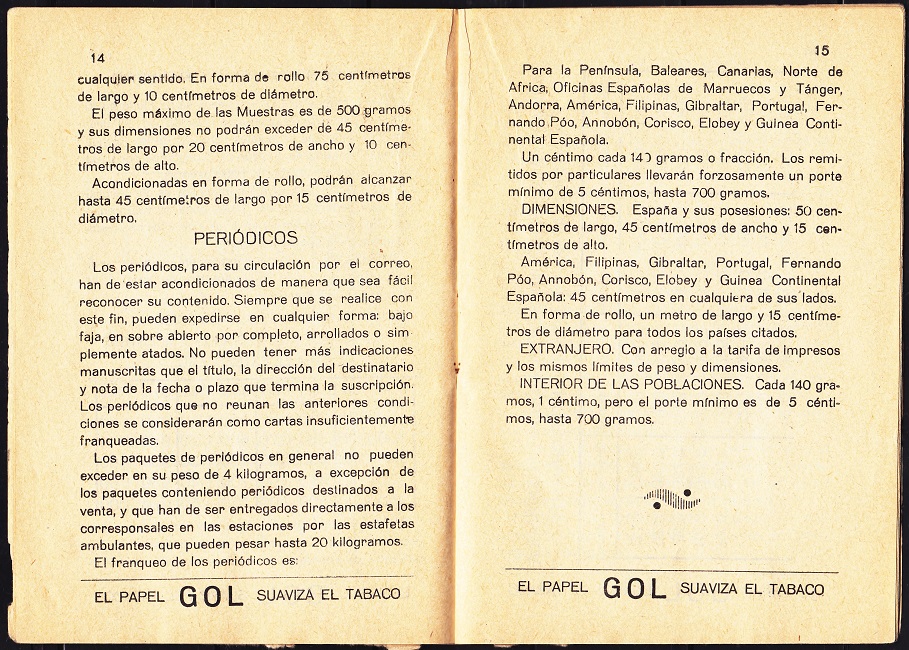 14
cualquier sentido. En forma de rollo 75 centímetros
de largo y 10 centímetros de diámetro.
El peso máximo de las Muestras es de 500 gramos
y sus dimensiones no podrán exceder de 45 centíme-
tros de largo por 20 centímetros de ancho y 10 cen-
tímetros de alto.
Acondicionadas en forma de rollo, podrán alcanzar
hasta 45 centímetros de largo por 15 centímetros de
diámetro.
PERIÓDICOS
Los periódicos, para su circulación por el correo,
han de estar acondicionados de manera que sea fácil
reconocer su contenido. Siempre que se realice con
este fin, pueden expedirse en cualquier forma: bajo
faja, en sobre abierto por completo, arrollados o sim
plemente atados. No pueden tener más indicaciones
manuscritas que el título, la dirección del destinatario
y nota de la fecha o plazo que termina la suscripción.
Los periódicos que no reunan las anteriores condi-
ciones se considerarán como cartas insuficientemente
franqueadas.
Los paquetes de periódicos en general no pueden
exceder en su peso de 4 kilogramos, a excepción de
los paquetes conteniendo periódicos destinados a la
venta, y que han de ser entregados directamente a los
corresponsales en las estaciones por las estafetas
ambulantes, que pueden pesar hasta 20 kilogramos.
El franqueo de los periódicos es:
EL PAPEL GOL SUAVIZA EL TABACO
15
Para la Península, Baleares, Canarias, Norte de
Africa, Oficinas Españolas de Marruecos y Tánger,
Andorra, América, Filipinas, Gibraltar, Portugal, Fer-
nando Póo, Annobón, Corisco, Elobey y Guinea Conti-
nental Española.
Un céntimo cada 140 gramos o fracción. Los remi-
tidos por particulares llevarán forzosamente un porte
mínimo de 5 céntimos, hasta 700 gramos.
DIMENSIONES. España y sus posesiones: 50 cen-
tímetros de largo, 45 centímetros de ancho y 15 cen-
tímetros de alto.
América, Filipinas, Gibraltar, Portugal, Fernando
Póo, Annobón, Corisco, Elobey y Guinea Continental
Española: 45 centímetros en cualquiera de sus lados.
En forma de rollo, un metro de largo y 15 centíme-
tros de diámetro para todos los países citados.
EXTRANJERO. Con arreglo a la tarifa de impresos
y los mismos límites de peso y dimensiones.
INTERIOR DE LAS POBLACIONES. Cada 140 gra-
mos, 1 céntimo, pero el porte mínimo es de 5 cénti-
mos, hasta 700 gramos.
EL PAPEL GOL SUAVIZA EL TABACO